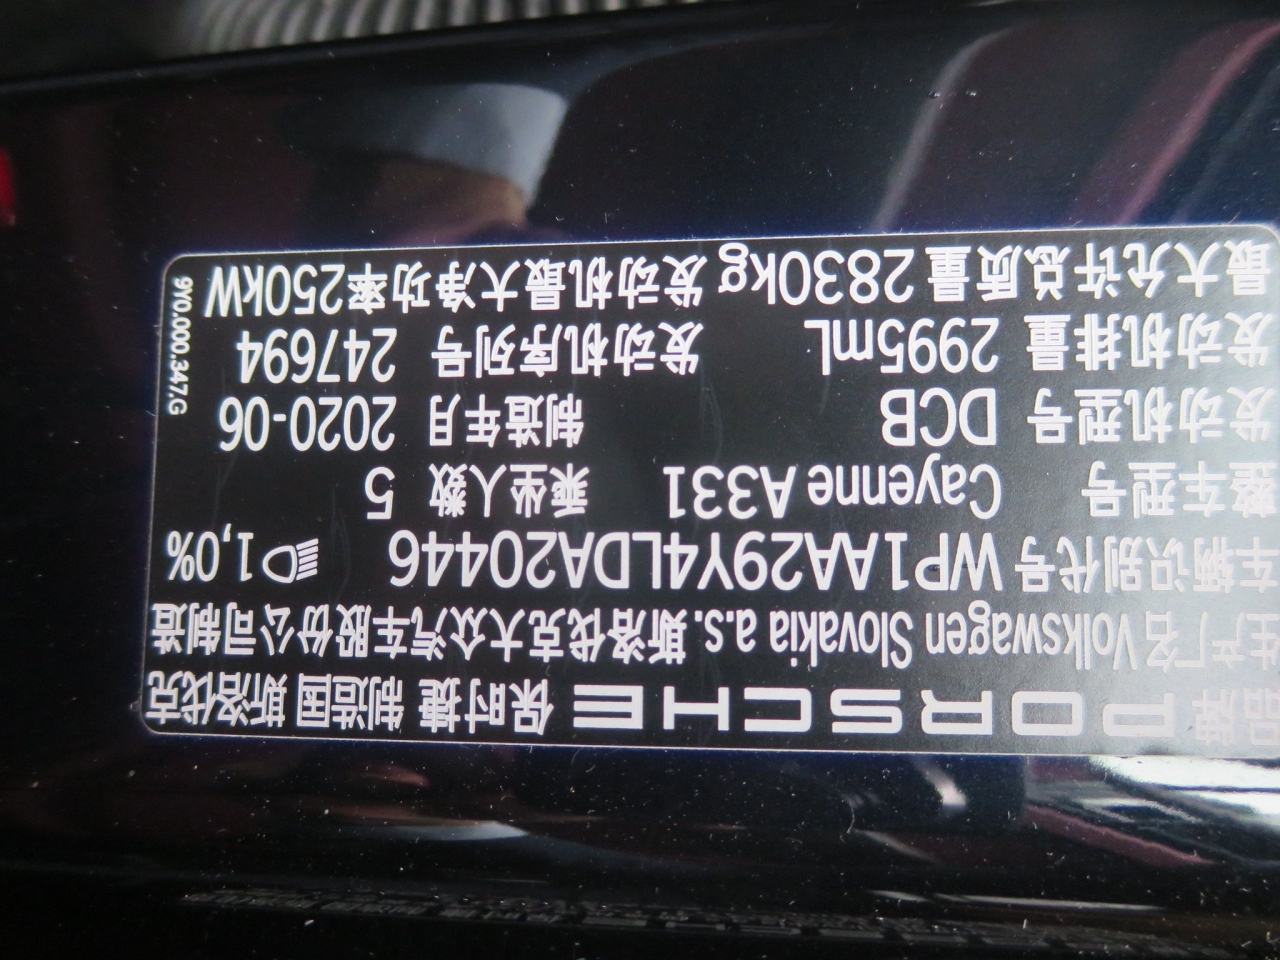 品牌 PORSCHE 保时捷 制造国斯洛伐克
生产厂名 Volkswagen Slovakia a.s. 斯洛伐克大众汽车股份公司制造
车辆识别代号 WP1AA29Y4LDA20446 1,0%
整车型号 Cayenne A331 乘坐人数 5
发动机型号 DCB 制造年月 2020-06
发动机排量 2995mL 发动机序列号 247694
最大允许总质量 2830kg 发动机最大净功率250kW
9Y0.000.347.G